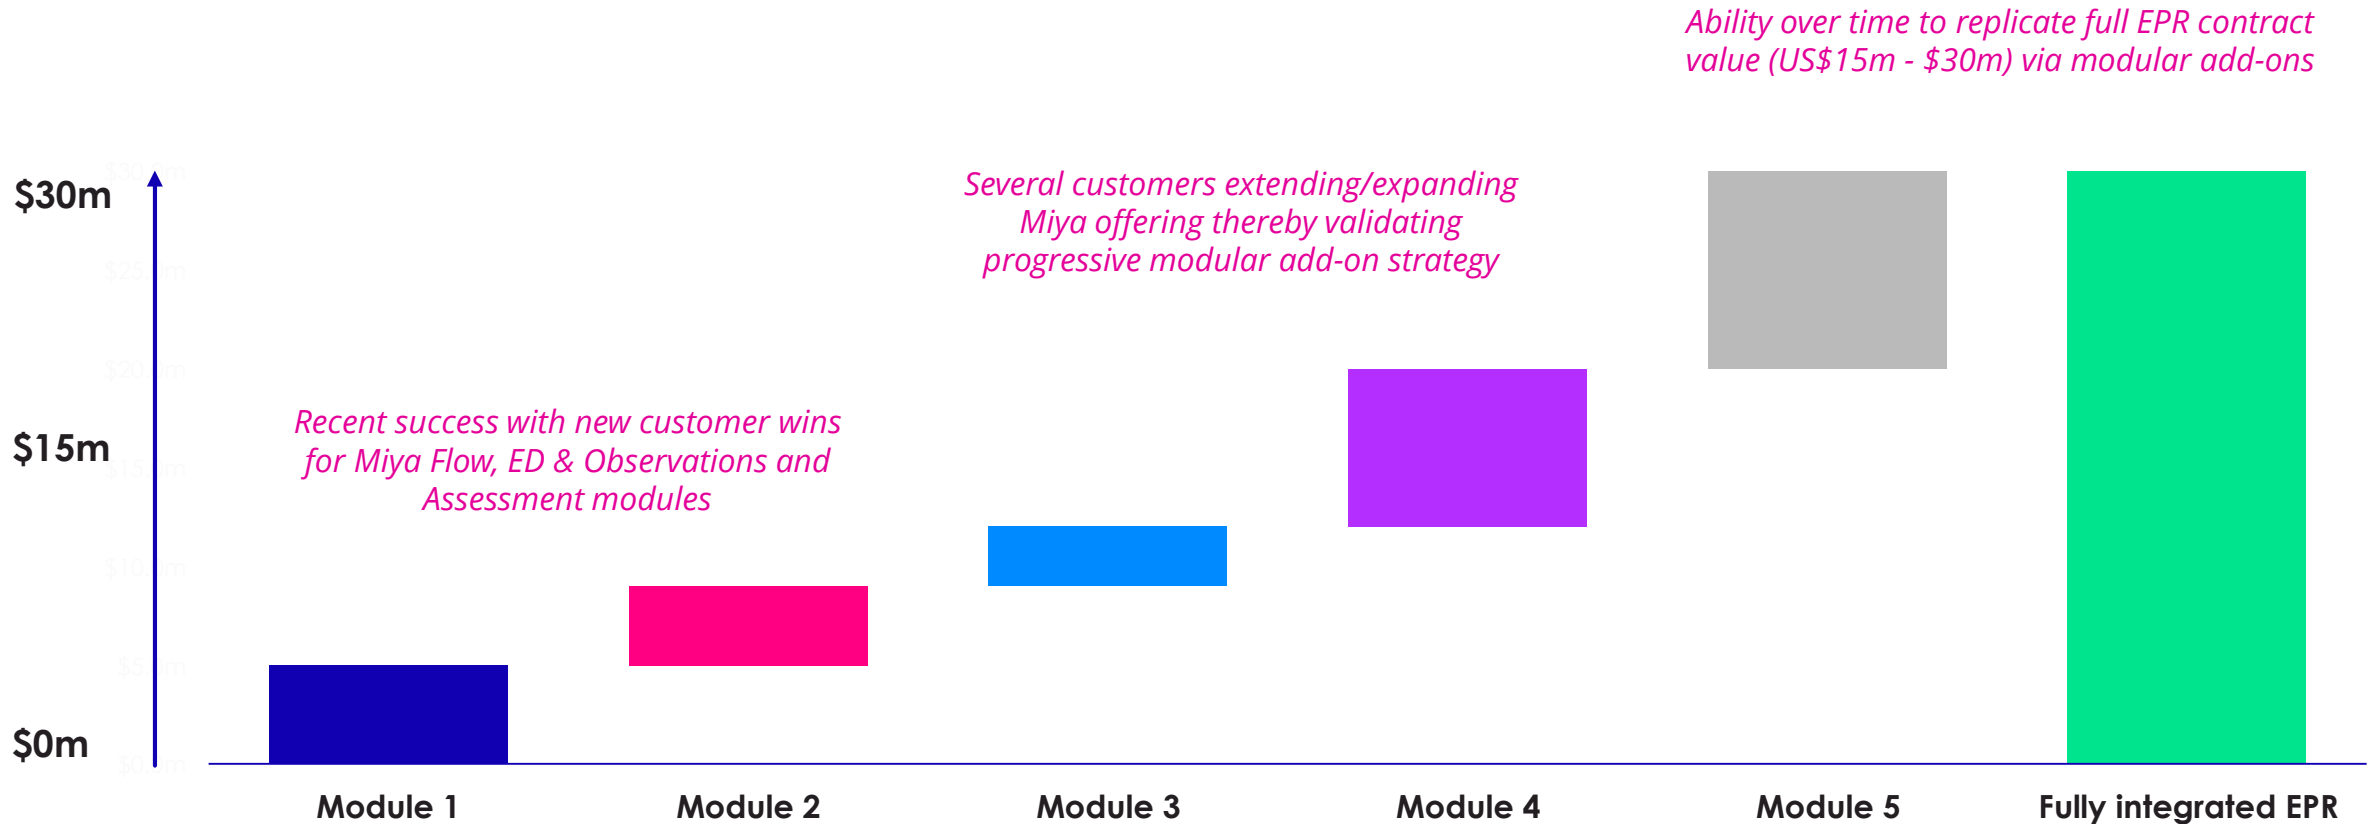 Ability over time to replicate full EPR contract
value (US$15m - $30m) via modular add-ons
$30m
Several customers extending/expanding
Miya offering thereby validating
progressive modular add-on strategy
Recent success with new customer wins
for Miya Flow, ED & Observations and
Assessment modules
$15m
$0m
Module 1
Module 2
Module 3
Module 4
Module 5
Fully integrated EPR